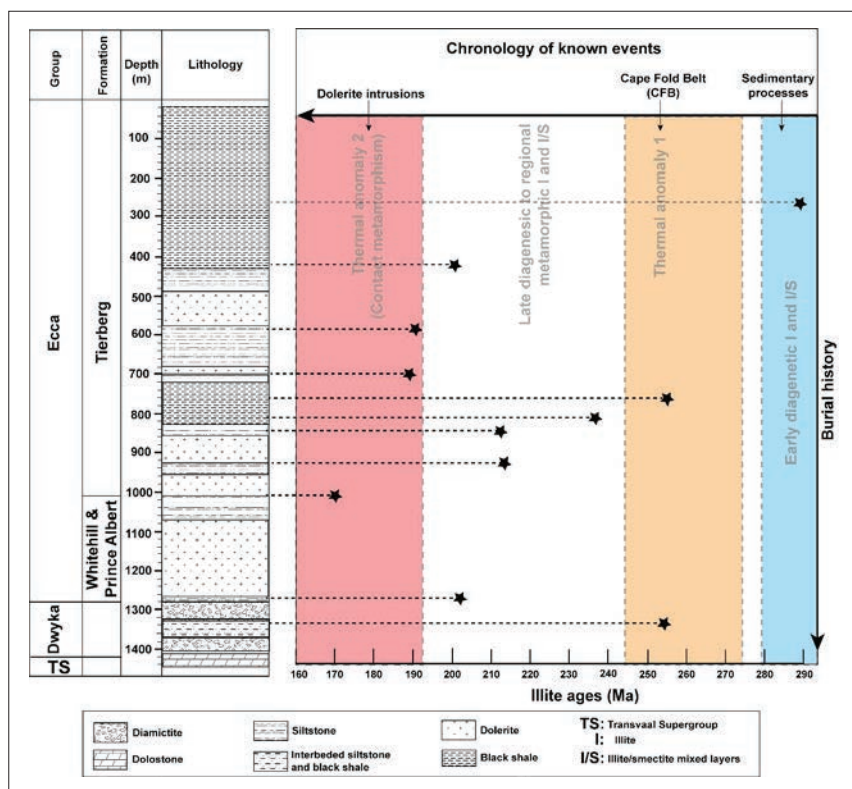 Group
Formation
Depth
(m)
Lithology
Chronology of known events
Dolerite intrusions
Cape Fold Belt
(CFB)
Sedimentary
processes
Ecca
Tierberg
Whitehill &
Prince Albert
Dwyka
TS
100
200
300
400
500
600
700
800
900
1000
1100
1200
1300
1400
Thermal anomaly 2
(Contact metamorphism)
Late diagenesic to regional
metamorphic I and I/S
Thermal anomaly 1
Early diagenetic I and I/S
Burial history
160 170 180 190 200 210 220 230 240 250 260 270 280 290
Illite ages (Ma)
Diamictite
Siltstone
Dolerite
TS: Transvaal Supergroup
I: Illite
Dolostone
Interbeded siltstone
and black shale
Black shale
I/S: Illite/smectite mixed layers